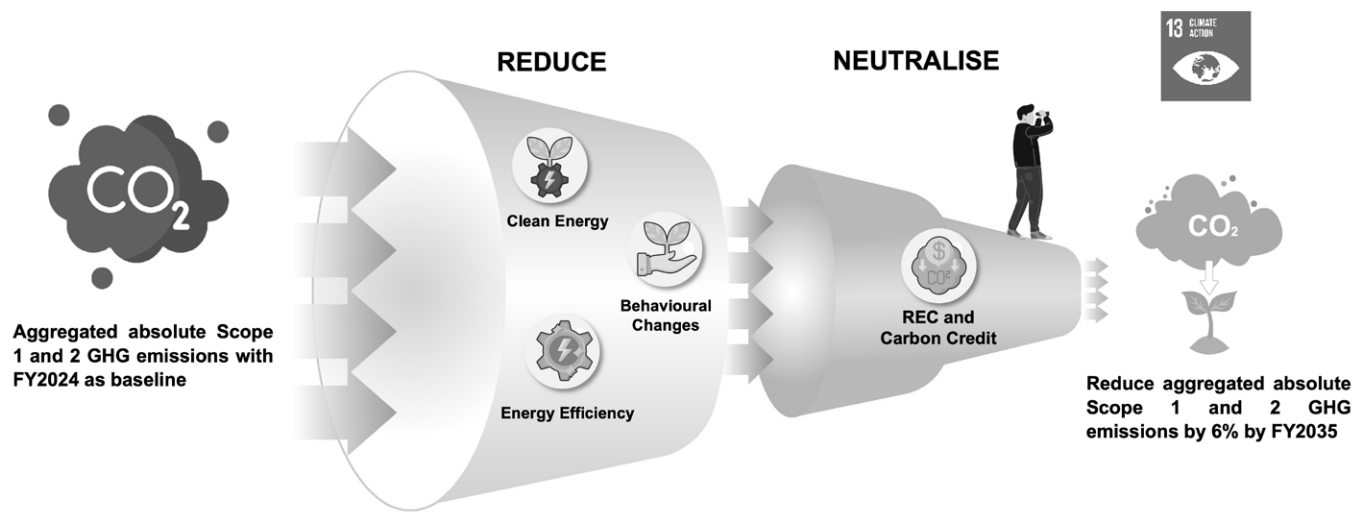 REDUCE
NEUTRALISE
13 CLIMATE
ACTION
CO2
Clean Energy
Behavioural
Changes
Energy Efficiency
Aggregated absolute Scope
1 and 2 GHG emissions with
FY2024 as baseline
$
CO2
REC and
Carbon Credit
CO2
Reduce aggregated absolute
Scope 1 and 2 GHG
emissions by 6% by FY2035